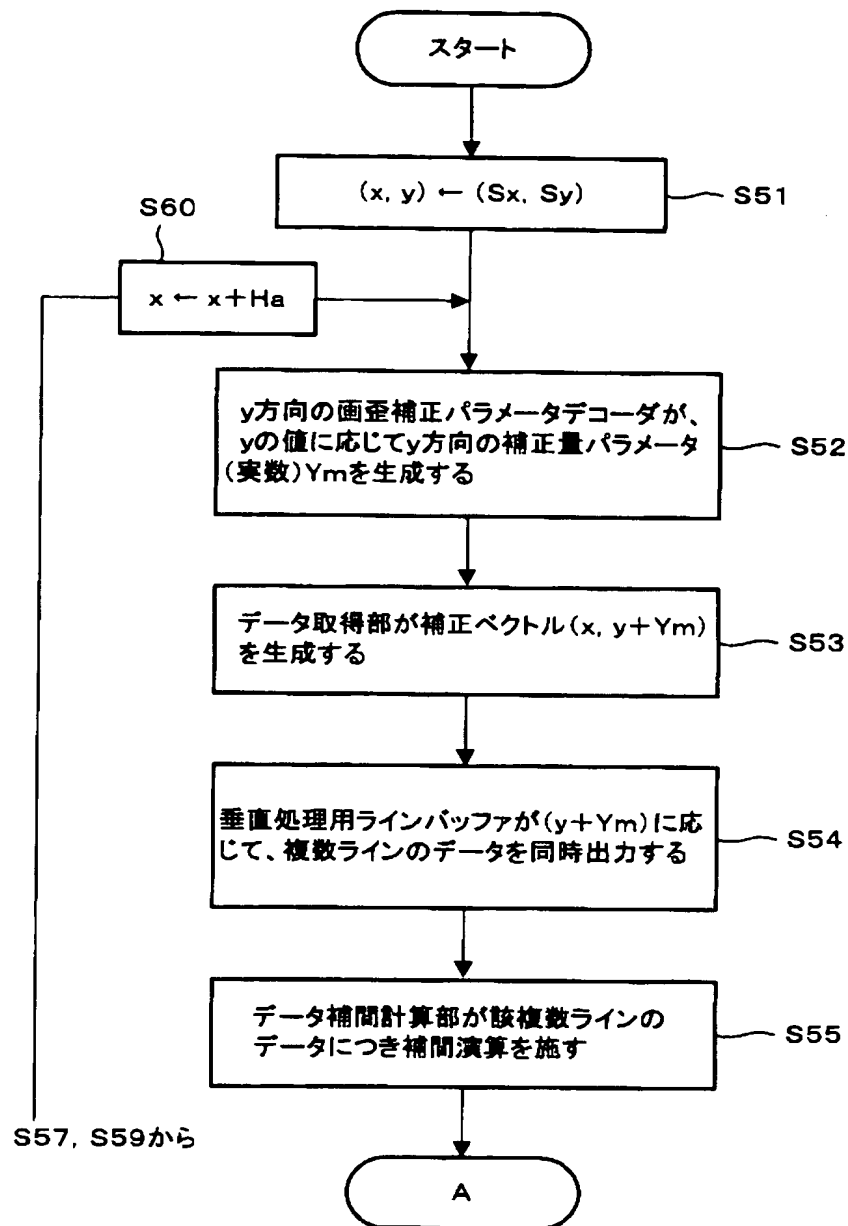 スタート
(x, y) ← (Sx, Sy)
S51
S60
x ← x+Ha
y方向の画歪補正パラメータデコーダが、
yの値に応じてy方向の補正量パラメータ
(実数)Ymを生成する
S52
データ取得部が補正ベクトル(x, y+Ym)
を生成する
S53
垂直処理用ラインバッファが(y+Ym)に応
じて、複数ラインのデータを同時出力する
S54
データ補間計算部が該複数ラインの
データにつき補間演算を施す
S55
S57, S59から
A